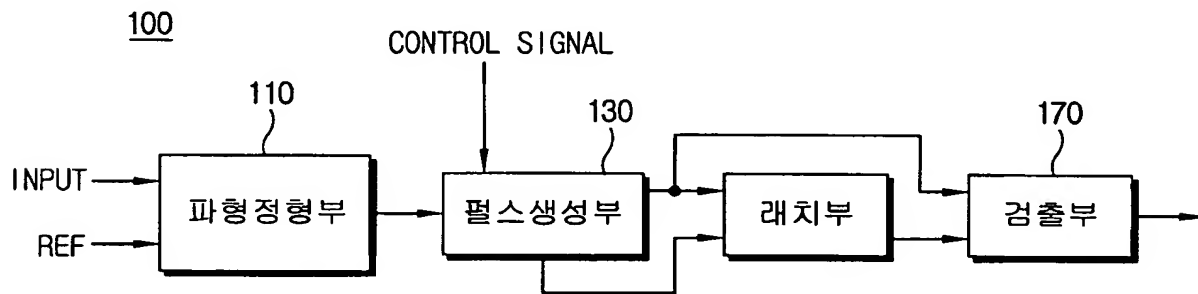 100
CONTROL SIGNAL
110
130
170
INPUT
REF
파형정형부
펄스생성부
래치부
검출부